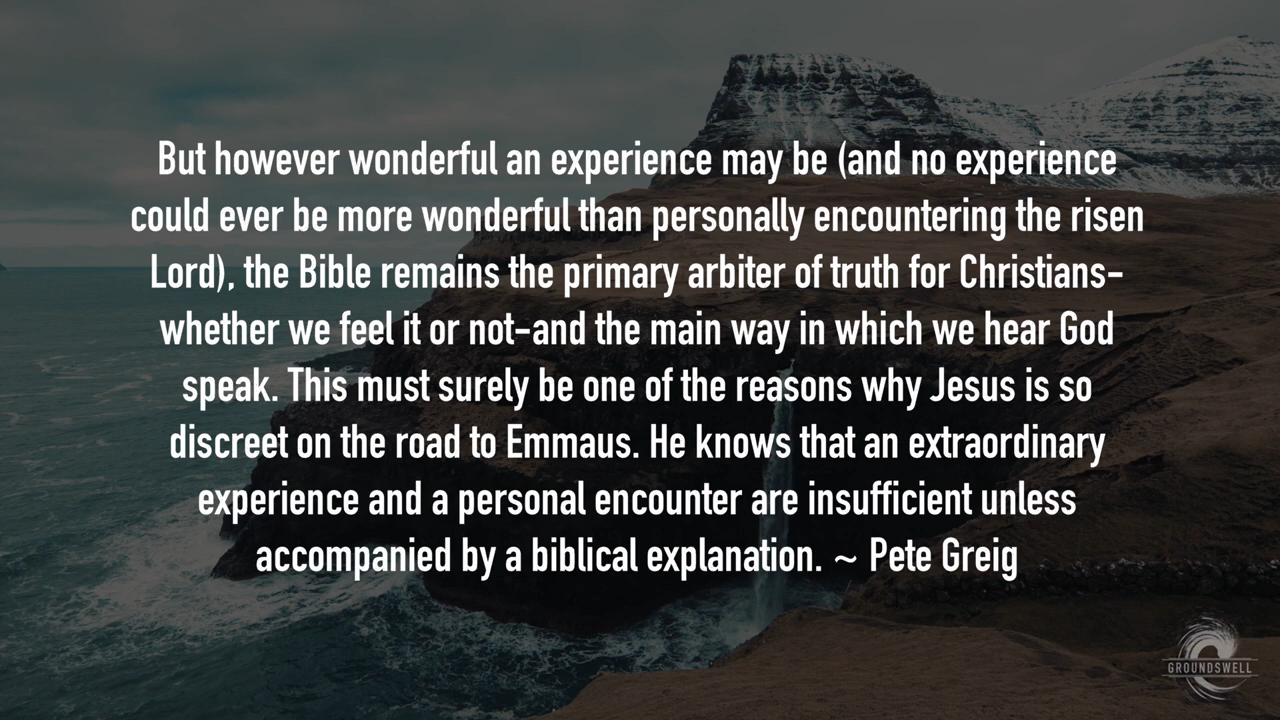 But however wonderful an experience may be (and no experience
could ever be more wonderful than personally encountering the risen
Lord), the Bible remains the primary arbiter of truth for Christians-
whether we feel it or not-and the main way in which we hear God
speak. This must surely be one of the reasons why Jesus is so
discreet on the road to Emmaus. He knows that an extraordinary
experience and a personal encounter are insufficient unless
accompanied by a biblical explanation. ~ Pete Greig
GROUNDSWELL